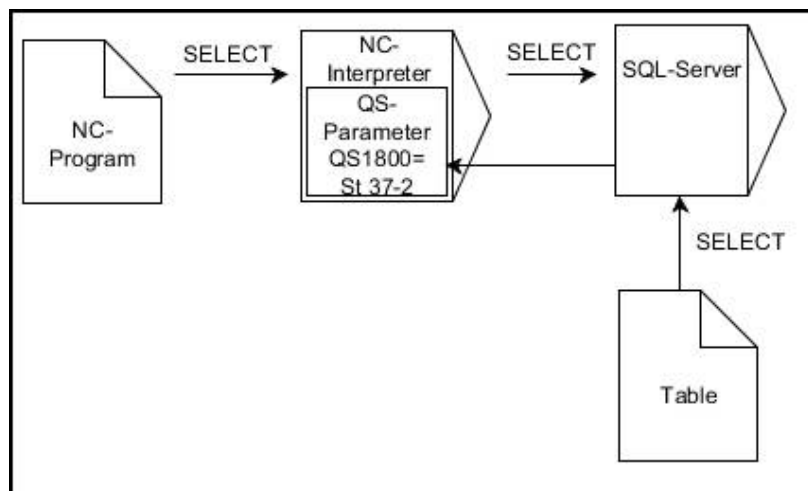 SELECT
NC-
Program
NC-
Interpreter
QS-
Parameter
QS1800=
St 37-2
SELECT
SQL-Server
SELECT
Table